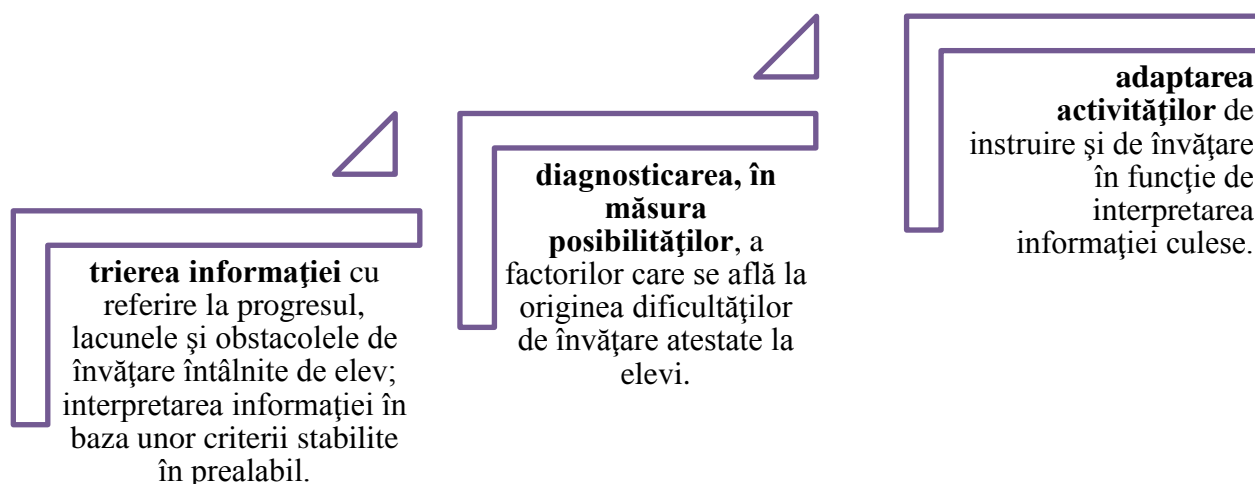 trierea informaţiei cu
referire la progresul,
lacunele şi obstacolele de
învăţare întâlnite de elev;
interpretarea informaţiei în
baza unor criterii stabilite
în prealabil.
diagnosticarea, în
măsura
posibilităţilor, a
factorilor care se află la
originea dificultăţilor
de învăţare atestate la
elevi.
adaptarea
activităţilor de
instruire şi de învăţare
în funcţie de
interpretarea
informaţiei culese.